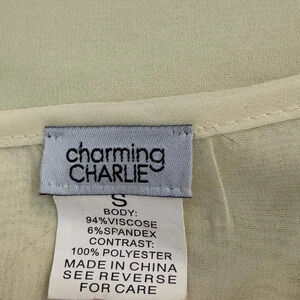 charming
CHARLIE
S
BODY:
94%VISCOSE
6%SPANDEX
CONTRAST:
100%POLYESTER
MADE IN CHINA
SEE REVERSE
FOR CARE